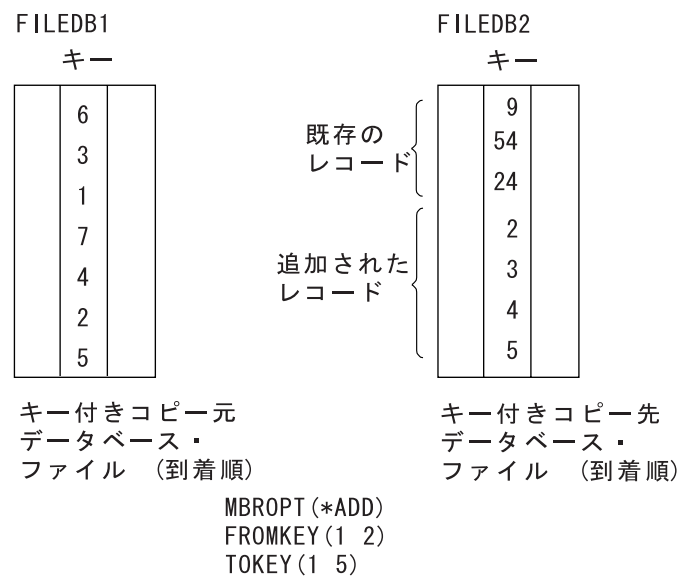 FILEDB1
キー
6
3
1
7
4
2
5
キー付きコピー元
データベース・
ファイル (到着順)
FILEDB2
キー
既存の
レコード
9
54
24
追加された
レコード
2
3
4
5
キー付きコピー先
データベース・
ファイル (到着順)
MBROPT(*ADD)
FROMKEY(1 2)
TOKEY(1 5)